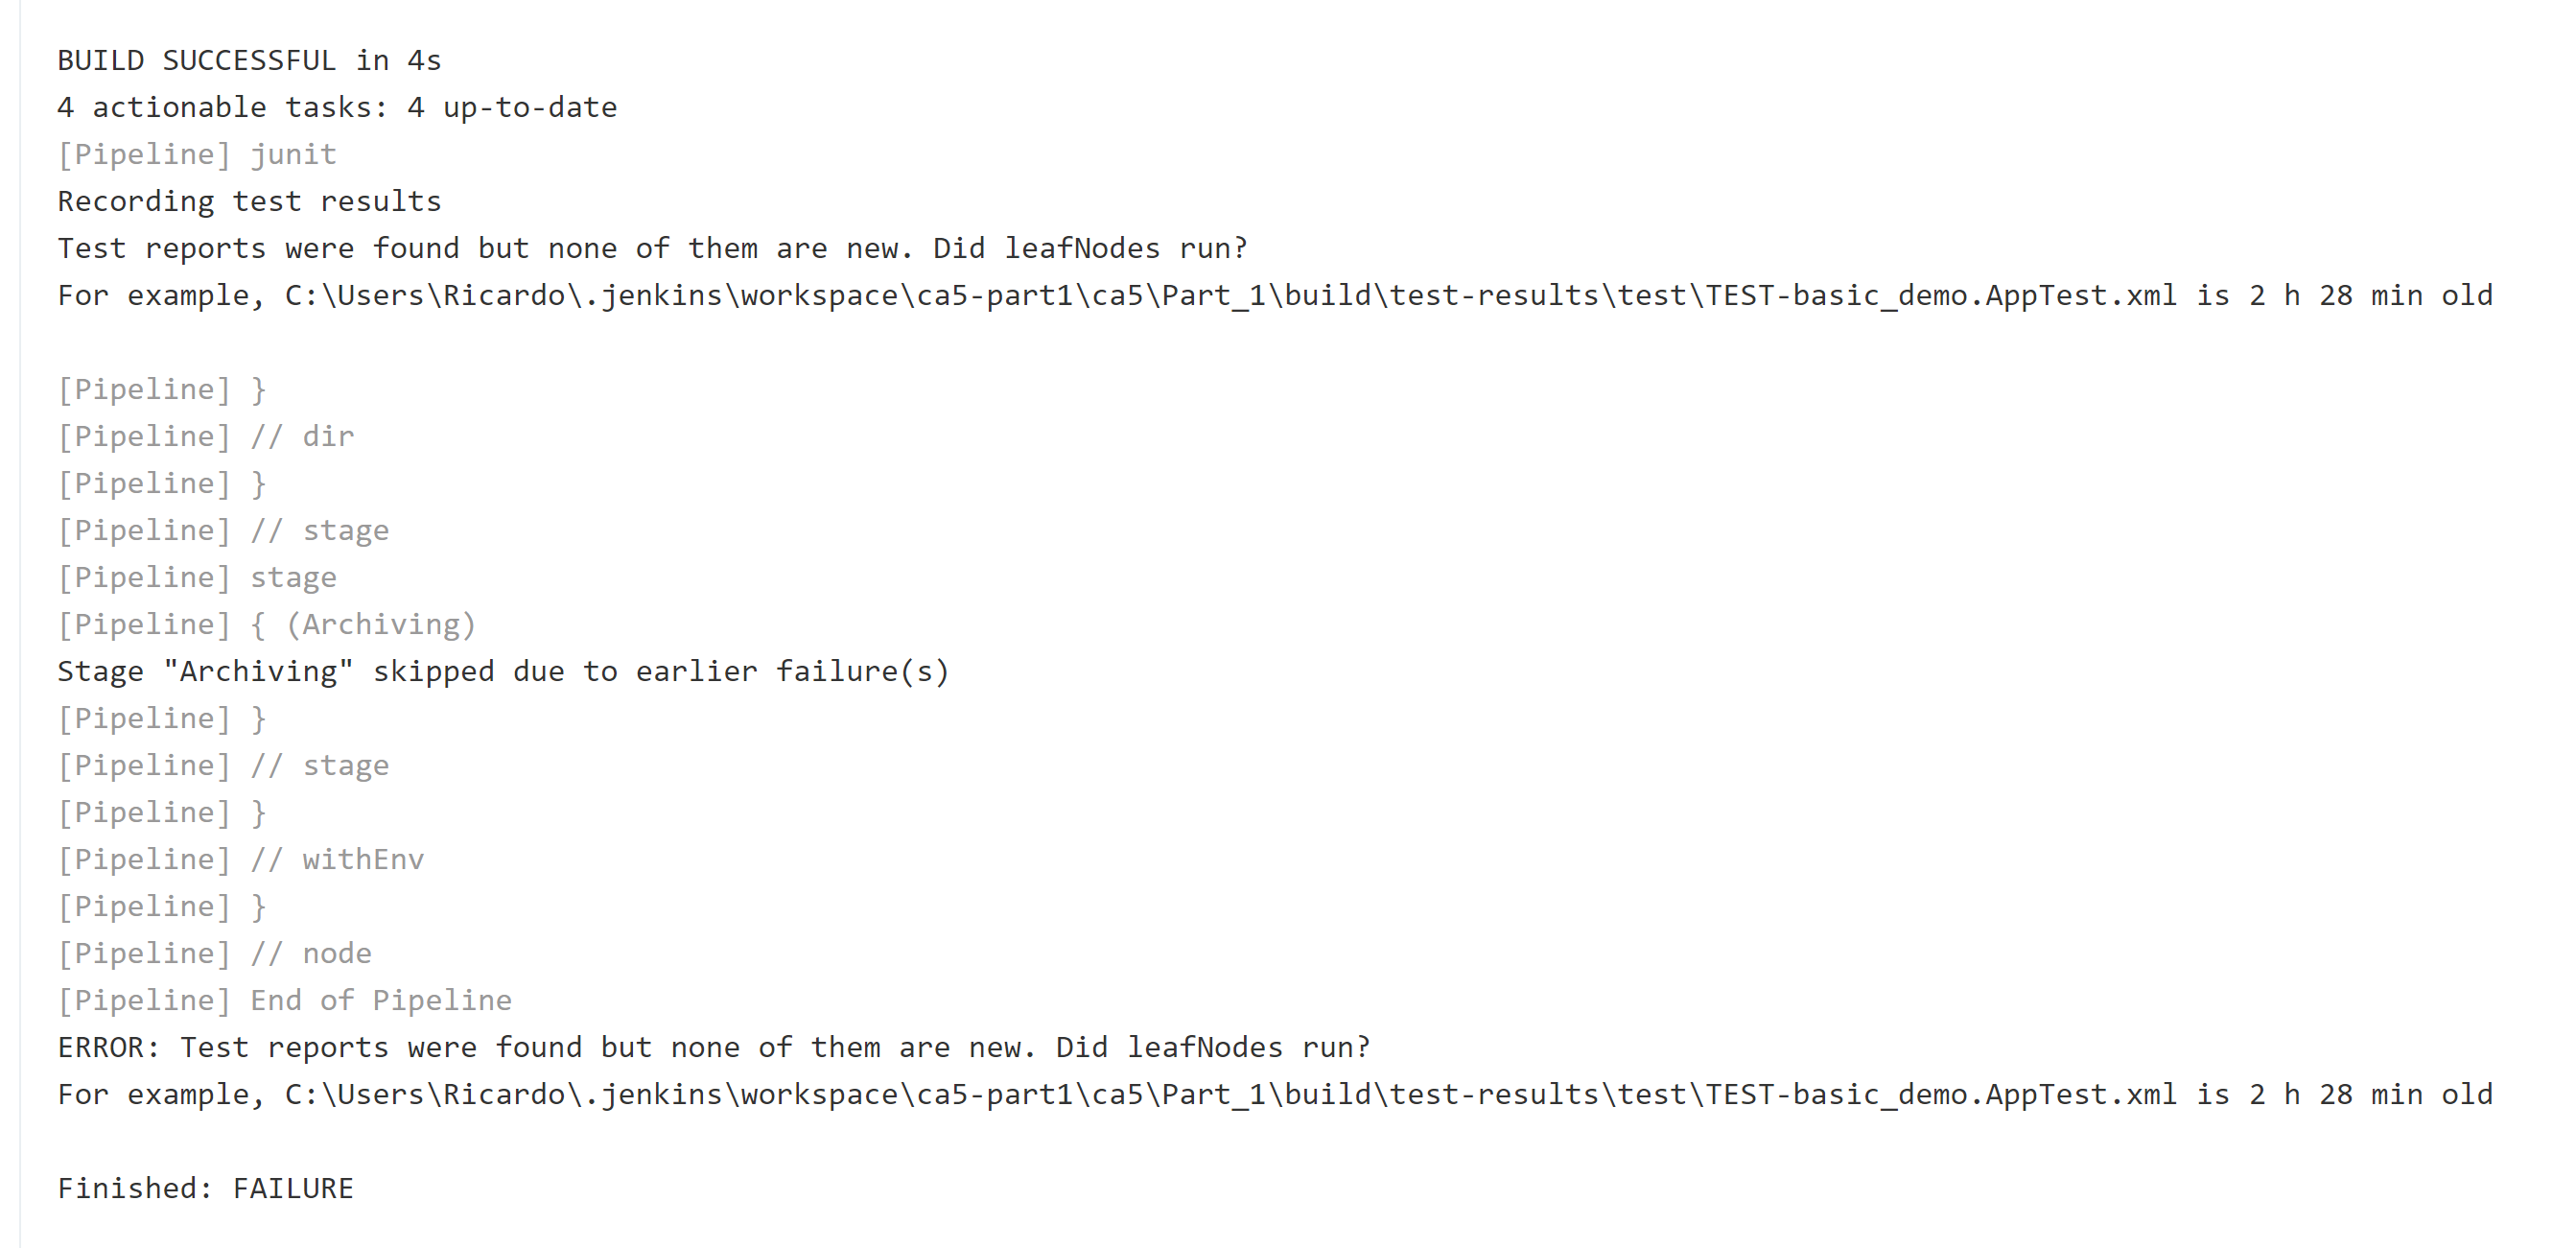 BUILD SUCCESSFUL in 4s
4 actionable tasks: 4 up-to-date
[Pipeline] junit
Recording test results
Test reports were found but none of them are new. Did leafNodes run?
For example, C:\Users\Ricardo\.jenkins\workspace\ca5-part1\ca5\Part_1\build\test-results\test\TEST-basic_demo.AppTest.xml is 2 h 28 min old
[Pipeline] }
[Pipeline] // dir
[Pipeline] }
[Pipeline] // stage
[Pipeline] stage
[Pipeline] { (Archiving)
Stage "Archiving" skipped due to earlier failure(s)
[Pipeline] }
[Pipeline] // stage
[Pipeline] }
[Pipeline] // withEnv
[Pipeline] }
[Pipeline] // node
[Pipeline] End of Pipeline
ERROR: Test reports were found but none of them are new. Did leafNodes run?
For example, C:\Users\Ricardo\.jenkins\workspace\ca5-part1\ca5\Part_1\build\test-results\test\TEST-basic_demo.AppTest.xml is 2 h 28 min old
Finished: FAILURE